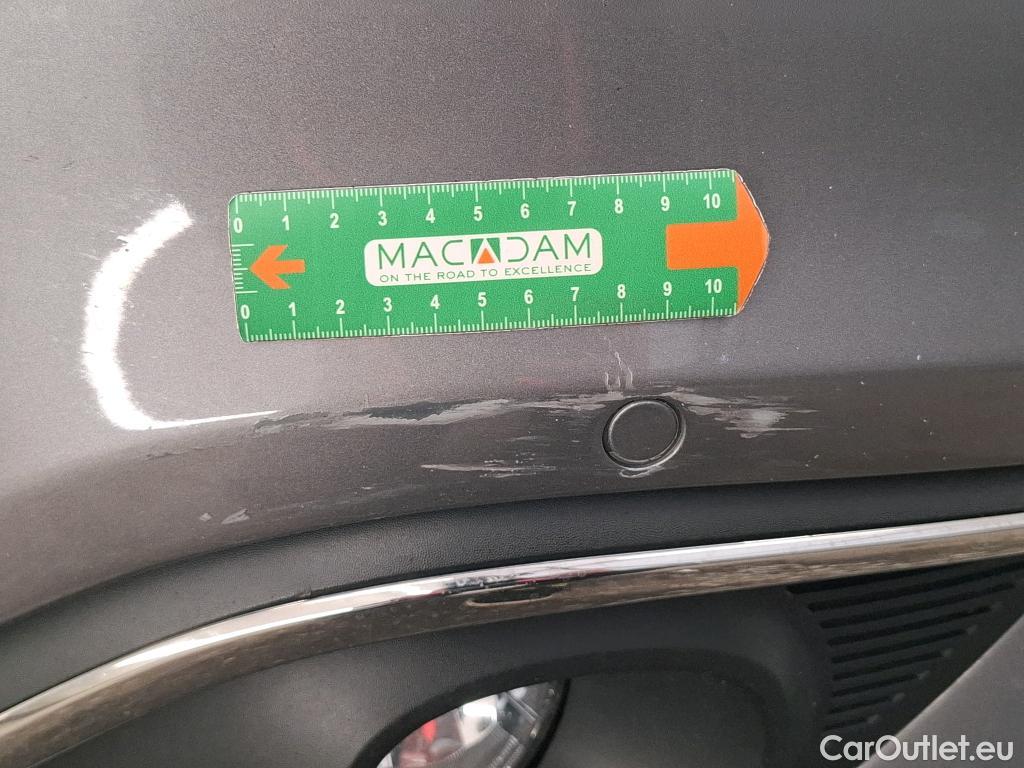 0 1 2 3 4 5 6 7 8 9 10
MACADAM
ON THE ROAD TO EXCELLENCE
0 1 2 3 4 5 6 7 8 9 10
CarOutlet.eu